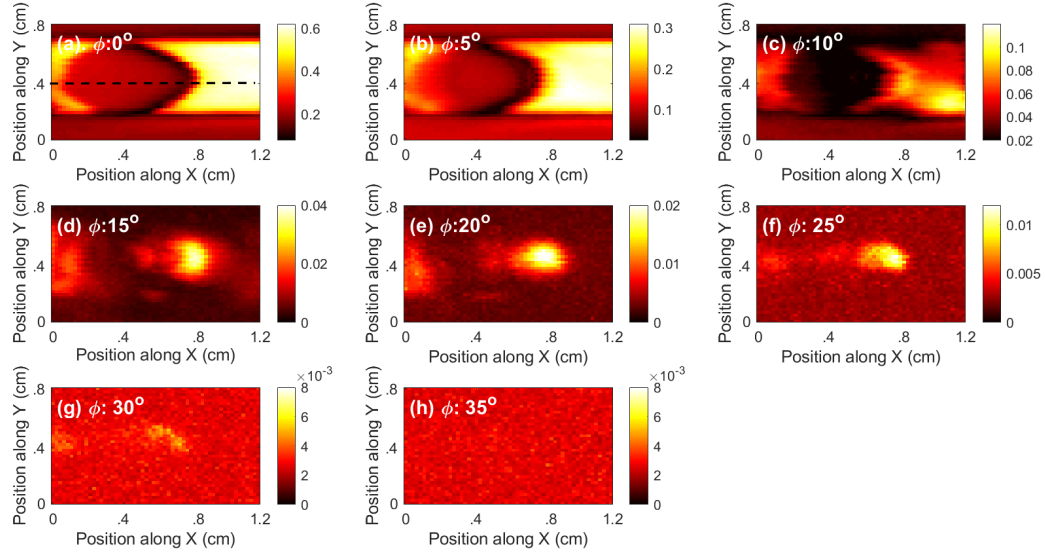 (a). ϕ:0°
Position along Y (cm)
.8
.4
0
0 .4 .8 1.2
Position along X (cm)
0.6
0.4
0.2
(b) ϕ:5°
Position along Y (cm)
.8
.4
0
0 .4 .8 1.2
Position along X (cm)
0.3
0.2
0.1
(c) ϕ:10°
Position along Y (cm)
.8
.4
0
0 .4 .8 1.2
Position along X (cm)
0.1
0.08
0.06
0.04
0.02
(d) ϕ:15°
Position along Y (cm)
.8
.4
0
0 .4 .8 1.2
Position along X (cm)
0.04
0.02
0
(e) ϕ:20°
Position along Y (cm)
.8
.4
0
0 .4 .8 1.2
Position along X (cm)
0.02
0.01
0
(f) ϕ: 25°
Position along Y (cm)
.8
.4
0
0 .4 .8 1.2
Position along X (cm)
0.01
0.005
0
(g) ϕ: 30°
Position along Y (cm)
.8
.4
0
0 .4 .8 1.2
Position along X (cm)
×10⁻³
8
6
4
2
0
(h) ϕ: 35°
Position along Y (cm)
.8
.4
0
0 .4 .8 1.2
Position along X (cm)
×10⁻³
8
6
4
2
0